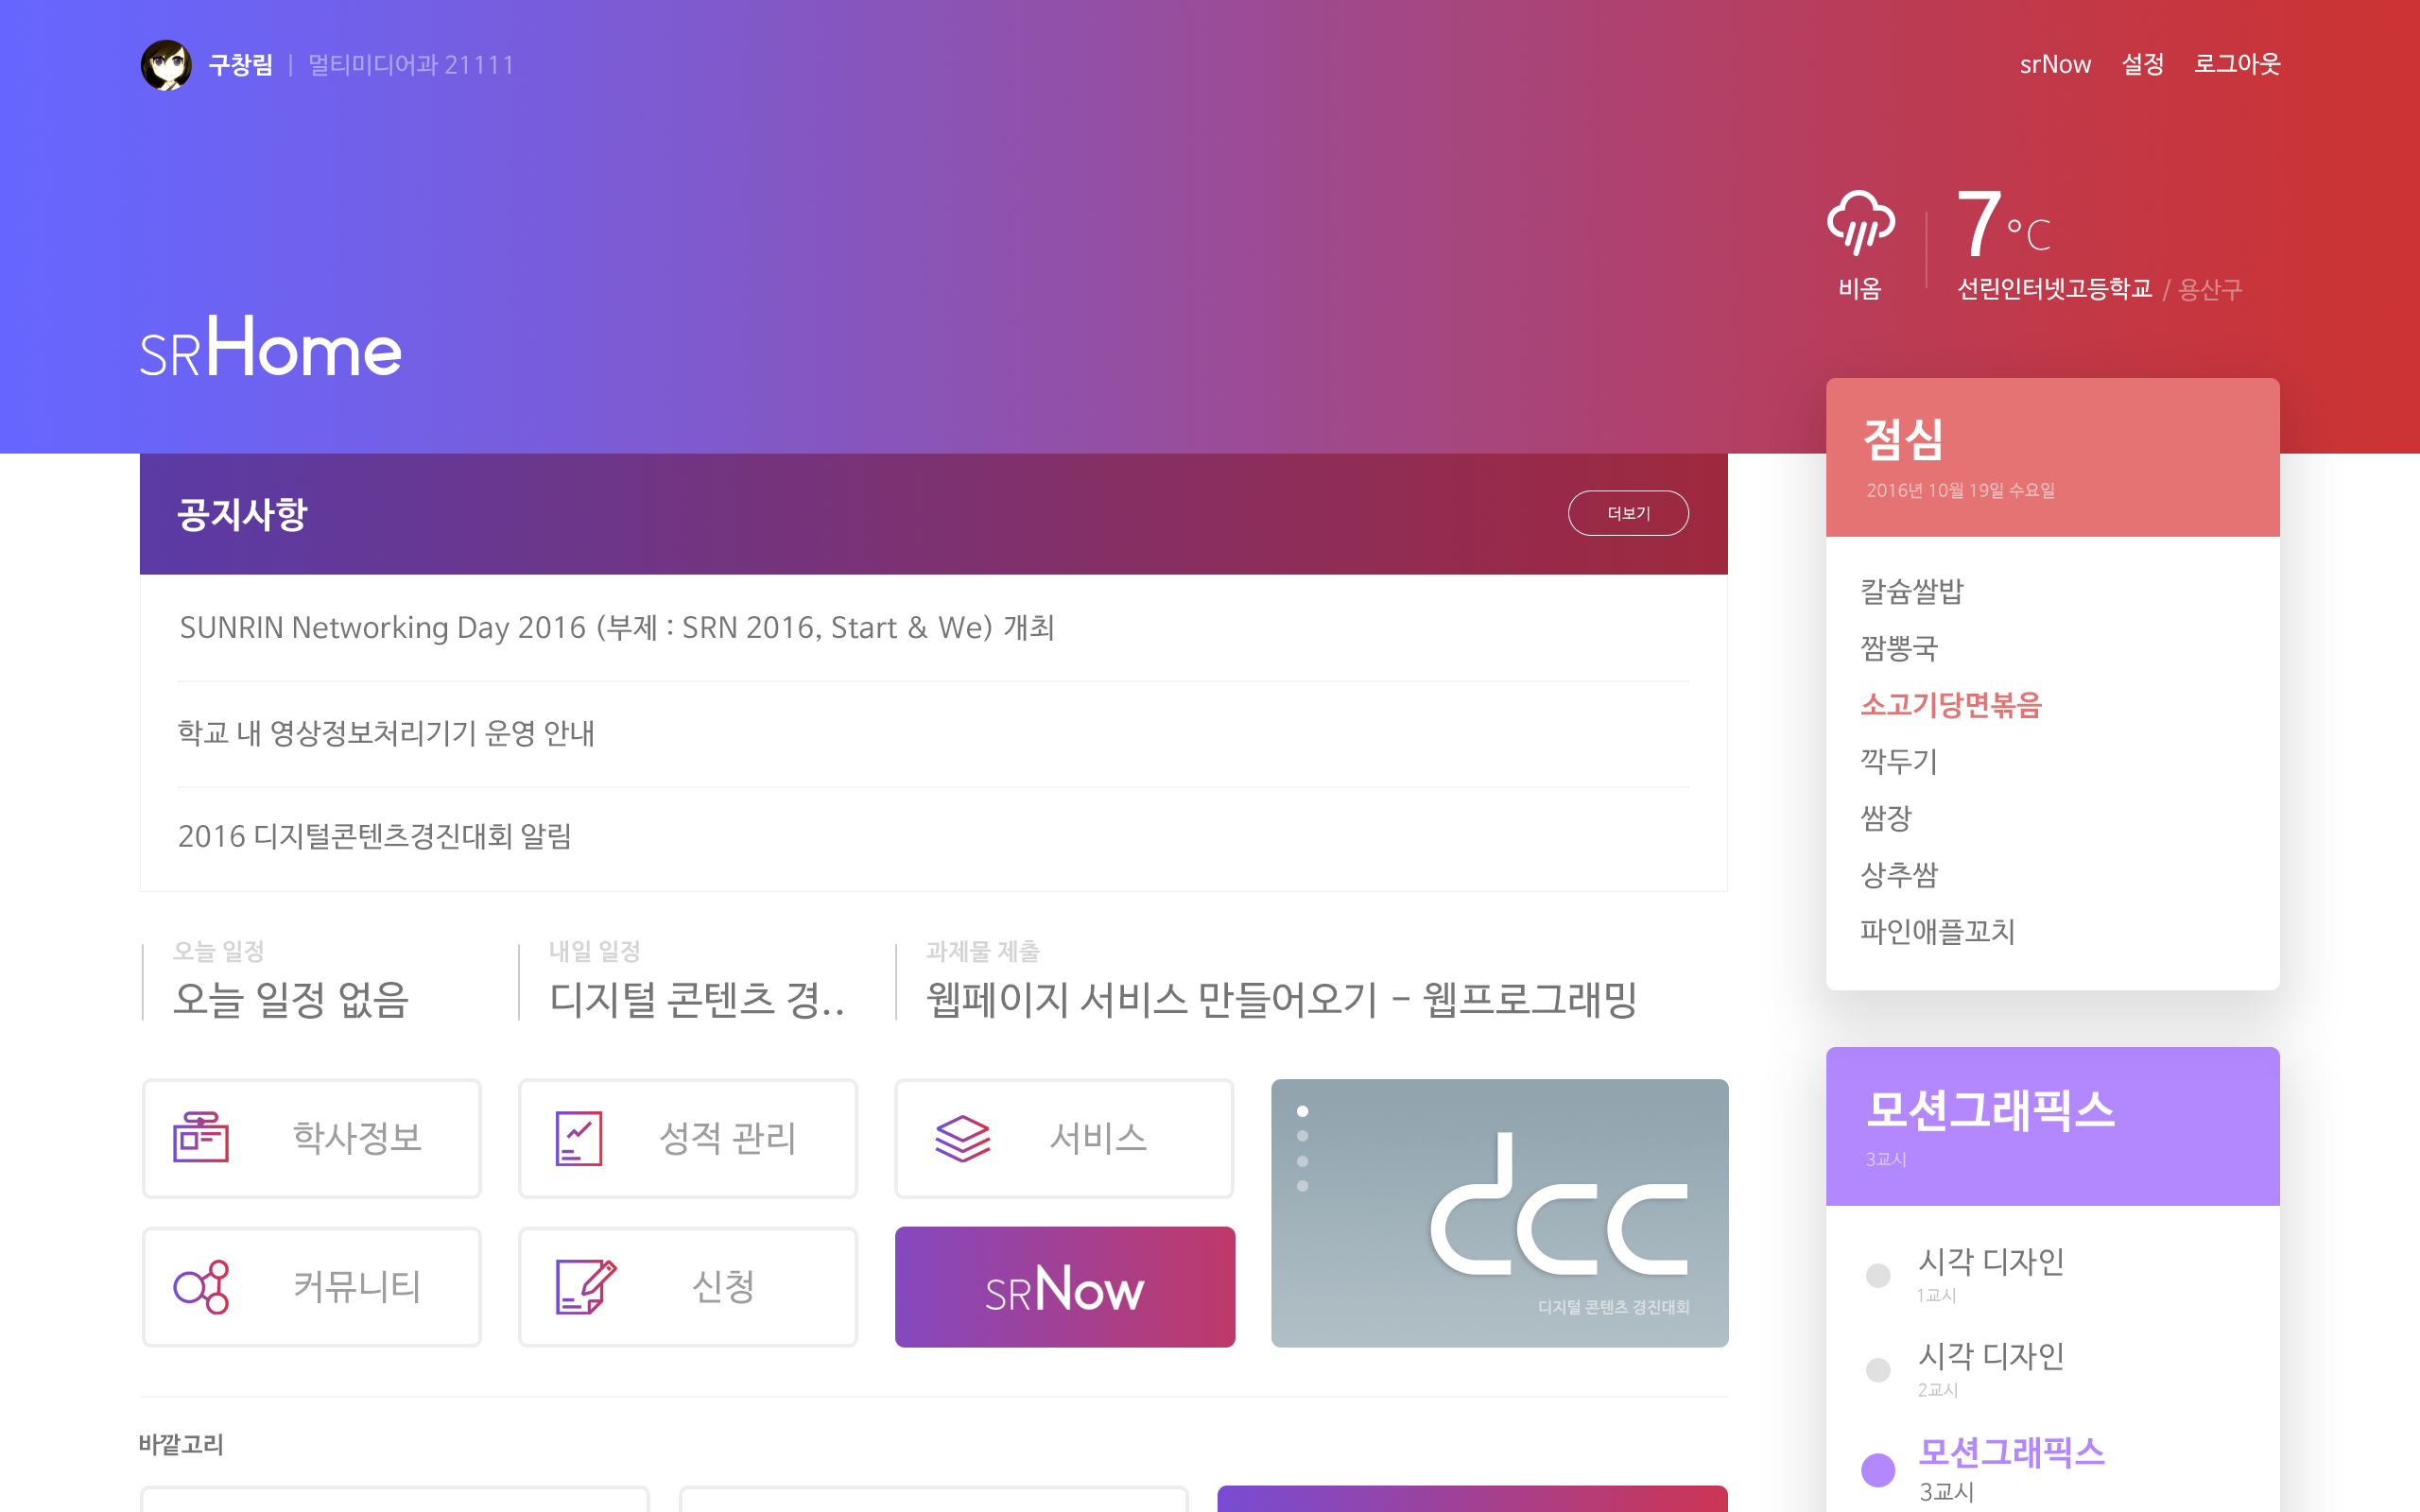 구창림 | 멀티미디어과 21111
srNow 설정 로그아웃
7°C
비옴
선린인터넷고등학교 / 용산구
SRHome
공지사항
더보기
SUNRIN Networking Day 2016 (부제 : SRN 2016, Start & We) 개최
학교 내 영상정보처리기기 운영 안내
2016 디지털콘텐츠경진대회 알림
오늘 일정
오늘 일정 없음
내일 일정
디지털 콘텐츠 경..
과제물 제출
웹페이지 서비스 만들어오기 - 웹프로그래밍
학사정보
성적 관리
서비스
커뮤니티
신청
SRNow
dcc
디지털 콘텐츠 경진대회
바깥고리
점심
2016년 10월 19일 수요일
칼슘쌀밥
짬뽕국
소고기당면볶음
깍두기
쌈장
상추쌈
파인애플꼬치
모션그래픽스
3교시
시각 디자인
1교시
시각 디자인
2교시
모션그래픽스
3교시